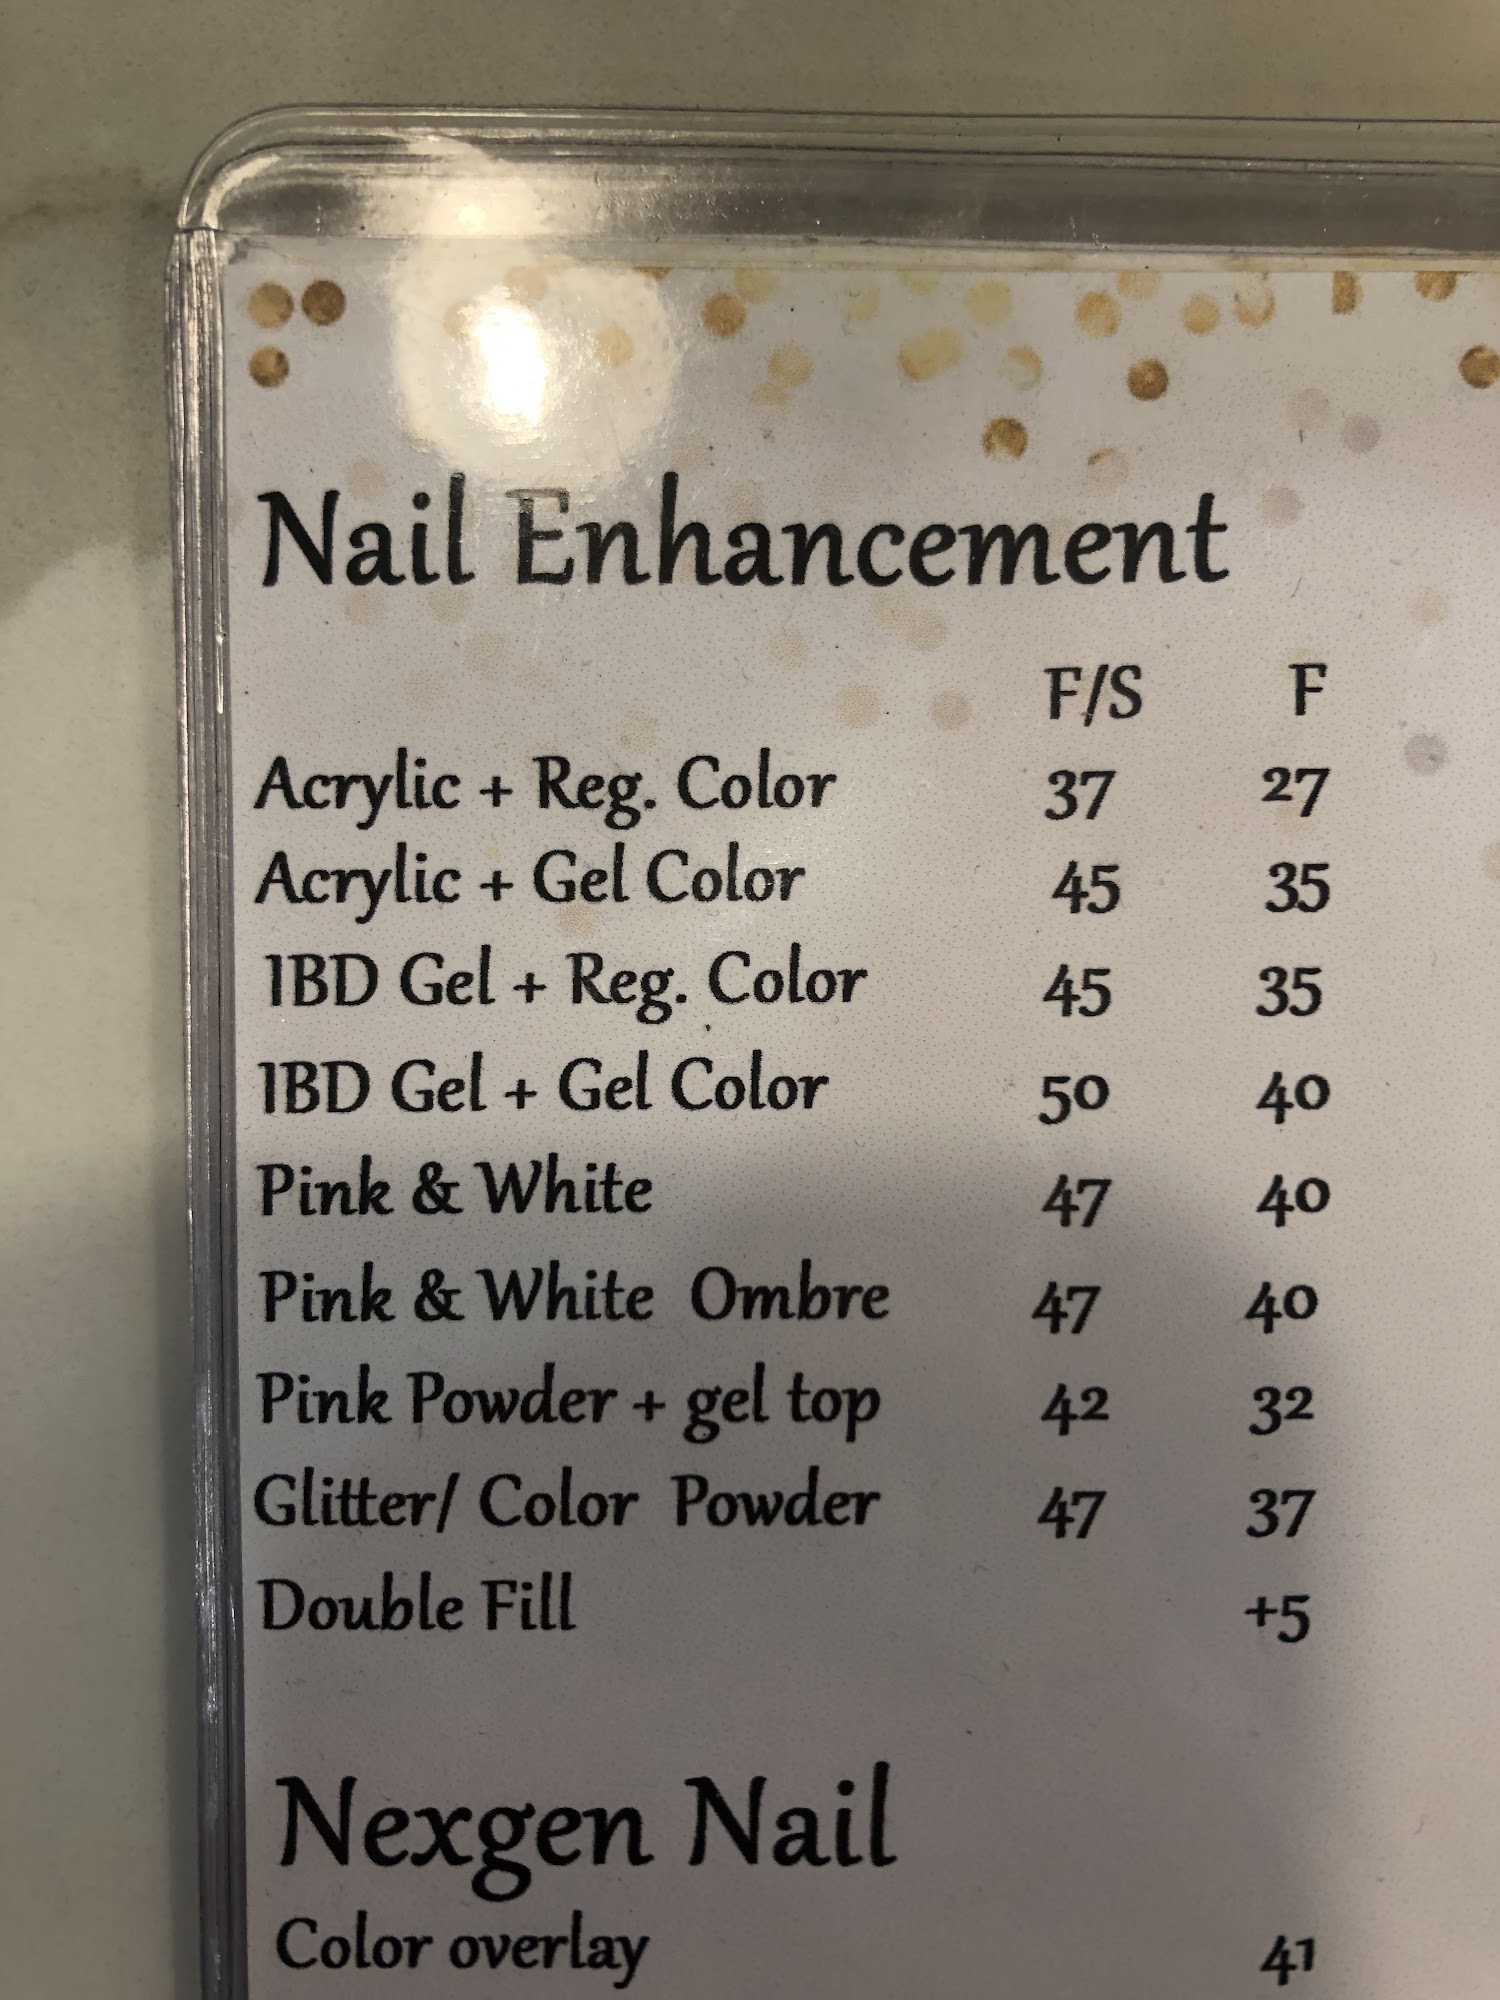 Nail Enhancement
F/S F
Acrylic + Reg. Color 37 27
Acrylic + Gel Color 45 35
IBD Gel + Reg. Color 45 35
IBD Gel + Gel Color 50 40
Pink & White 47 40
Pink & White Ombre 47 40
Pink Powder + gel top 42 32
Glitter/ Color Powder 47 37
Double Fill +5
Nexgen Nail
Color overlay 41